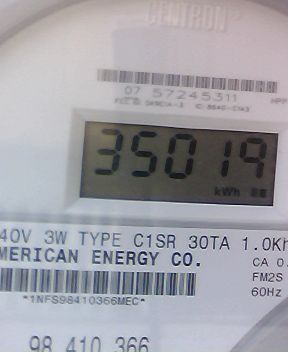 CENTRON®
07 57245311
35019
kWh
40V 3W TYPE C1SR 30TA 1.0Kh
MERICAN ENERGY CO.
CA 0.
FM2S
60Hz
*1NFS98410366MEC*
98 410 366